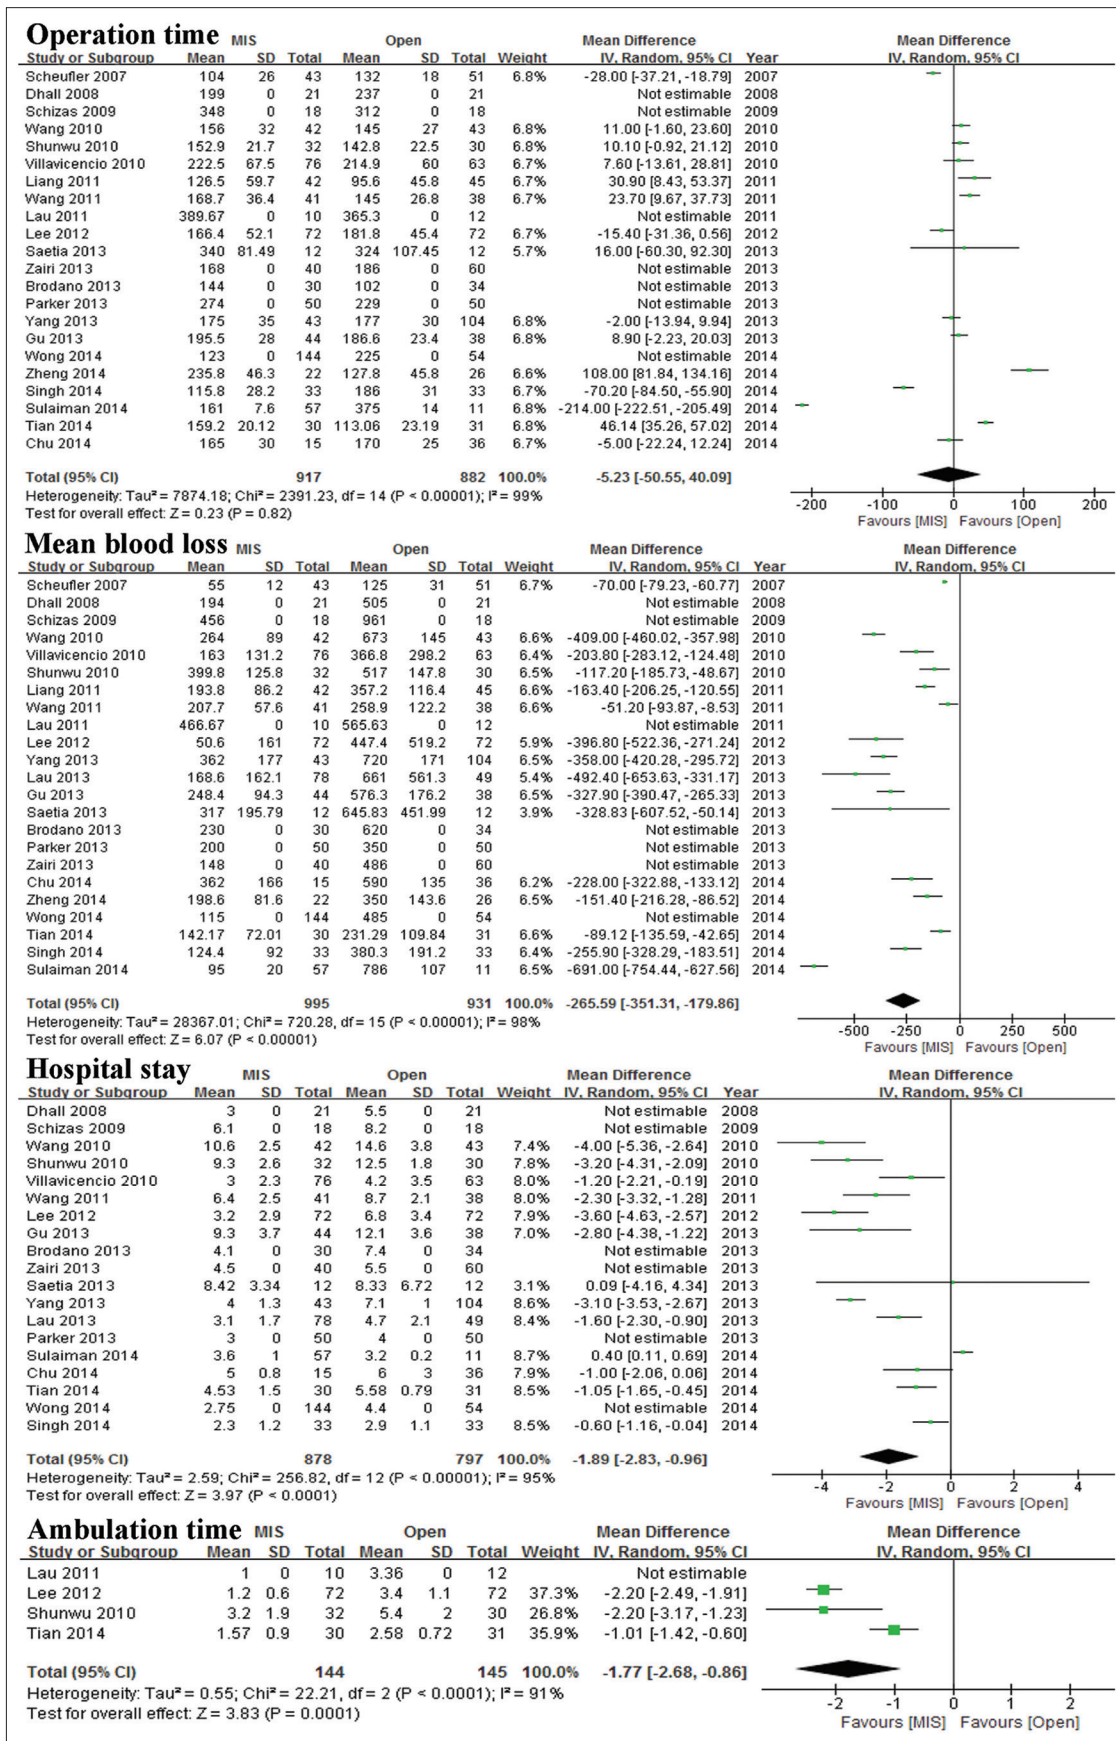 Operation time MIS Open Mean Difference Mean Difference
Study or Subgroup Mean SD Total Mean SD Total Weight IV, Random, 95% CI Year IV, Random, 95% CI
Scheufler 2007 104 26 43 132 18 51 6.8% -28.00 [-37.21, -18.79] 2007
Dhall 2008 199 0 21 237 0 21 Not estimable 2008
Schizas 2009 348 0 18 312 0 18 Not estimable 2009
Wang 2010 156 32 42 145 27 43 6.8% 11.00 [-1.60, 23.60] 2010
Shunwu 2010 152.9 21.7 32 142.8 22.5 30 6.8% 10.10 [-0.92, 21.12] 2010
Villavicencio 2010 222.5 67.5 76 214.9 60 63 6.7% 7.60 [-13.61, 28.81] 2010
Liang 2011 126.5 59.7 42 95.6 45.8 45 6.7% 30.90 [8.43, 53.37] 2011
Wang 2011 168.7 36.4 41 145 26.8 38 6.8% 23.70 [9.67, 37.73] 2011
Lau 2011 389.67 0 10 365.3 0 12 Not estimable 2011
Lee 2012 166.4 52.1 72 181.8 45.4 72 6.7% -15.40 [-31.36, 0.56] 2012
Saetia 2013 340 81.49 12 324 107.45 12 5.7% 16.00 [-60.30, 92.30] 2013
Zairi 2013 168 0 40 186 0 60 Not estimable 2013
Brodano 2013 144 0 30 102 0 34 Not estimable 2013
Parker 2013 274 0 50 229 0 50 Not estimable 2013
Yang 2013 175 35 43 177 30 104 6.8% -2.00 [-13.94, 9.94] 2013
Gu 2013 195.5 28 44 186.6 23.4 38 6.8% 8.90 [-2.23, 20.03] 2013
Wong 2014 123 0 144 225 0 54 Not estimable 2014
Zheng 2014 235.8 46.3 22 127.8 45.8 26 6.6% 108.00 [81.84, 134.16] 2014
Singh 2014 115.8 28.2 33 186 31 33 6.8% -70.20 [-84.50, -55.90] 2014
Sulaiman 2014 161 7.6 57 375 14 11 6.8% -214.00 [-222.51, -205.49] 2014
Tian 2014 159.2 20.12 30 113.06 23.19 31 6.8% 46.14 [35.26, 57.02] 2014
Chu 2014 165 30 15 170 25 36 6.7% -5.00 [-22.24, 12.24] 2014
Total (95% CI) 917 882 100.0% -5.23 [-50.55, 40.09]
Heterogeneity: Tau² = 7874.18; Chi² = 2391.23, df = 14 (P < 0.00001); I² = 99%
Test for overall effect: Z = 0.23 (P = 0.82)
-200 -100 0 100 200
Favours [MIS] Favours [Open]
Mean blood loss MIS Open Mean Difference Mean Difference
Study or Subgroup Mean SD Total Mean SD Total Weight IV, Random, 95% CI Year IV, Random, 95% CI
Scheufler 2007 55 12 43 125 31 51 6.7% -70.00 [-79.23, -60.77] 2007
Dhall 2008 194 0 21 505 0 21 Not estimable 2008
Schizas 2009 456 0 18 961 0 18 Not estimable 2009
Wang 2010 264 89 42 673 145 43 6.6% -409.00 [-460.02, -357.98] 2010
Villavicencio 2010 163 131.2 76 366.8 298.2 63 6.4% -203.80 [-283.12, -124.48] 2010
Shunwu 2010 399.8 125.8 32 517 147.8 30 6.5% -117.20 [-185.73, -48.67] 2010
Liang 2011 193.8 86.2 42 357.2 116.4 45 6.6% -163.40 [-206.25, -120.55] 2011
Wang 2011 207.7 57.6 41 258.9 122.2 38 6.6% -51.20 [-93.87, -8.53] 2011
Lau 2011 466.67 0 10 565.63 0 12 Not estimable 2011
Lee 2012 50.6 161 72 447.4 519.2 72 5.9% -396.80 [-522.36, -271.24] 2012
Yang 2013 362 177 43 720 171 104 6.5% -358.00 [-420.28, -295.72] 2013
Lau 2013 168.6 162.1 78 661 561.3 49 5.4% -492.40 [-653.63, -331.17] 2013
Gu 2013 248.4 94.3 44 576.3 176.2 38 6.5% -327.90 [-390.47, -265.33] 2013
Saetia 2013 317 195.79 12 645.83 451.99 12 3.9% -328.83 [-607.52, -50.14] 2013
Brodano 2013 230 0 30 620 0 34 Not estimable 2013
Parker 2013 200 0 50 350 0 50 Not estimable 2013
Zairi 2013 148 0 40 486 0 60 Not estimable 2013
Chu 2014 362 166 15 590 135 36 6.2% -228.00 [-322.88, -133.12] 2014
Zheng 2014 198.6 81.6 22 350 143.6 26 6.5% -151.40 [-216.28, -86.52] 2014
Wong 2014 115 0 144 485 0 54 Not estimable 2014
Tian 2014 142.17 72.01 30 231.29 109.84 31 6.6% -89.12 [-135.59, -42.65] 2014
Singh 2014 124.4 92 33 380.3 191.2 33 6.4% -255.90 [-328.29, -183.51] 2014
Sulaiman 2014 95 20 57 786 107 11 6.5% -691.00 [-754.44, -627.56] 2014
Total (95% CI) 995 931 100.0% -265.59 [-351.31, -179.86]
Heterogeneity: Tau² = 28367.01; Chi² = 720.28, df = 15 (P < 0.00001); I² = 98%
Test for overall effect: Z = 6.07 (P < 0.00001)
-500 -250 0 250 500
Favours [MIS] Favours [Open]
Hospital stay MIS Open Mean Difference Mean Difference
Study or Subgroup Mean SD Total Mean SD Total Weight IV, Random, 95% CI Year IV, Random, 95% CI
Dhall 2008 3 0 21 5.5 0 21 Not estimable 2008
Schizas 2009 6.1 0 18 8.2 0 18 Not estimable 2009
Wang 2010 10.6 2.5 42 14.6 3.8 43 7.4% -4.00 [-5.36, -2.64] 2010
Shunwu 2010 9.3 2.6 32 12.5 1.8 30 7.8% -3.20 [-4.31, -2.09] 2010
Villavicencio 2010 3 2.3 76 4.2 3.5 63 8.0% -1.20 [-2.21, -0.19] 2010
Wang 2011 6.4 2.5 41 8.7 2.1 38 8.0% -2.30 [-3.32, -1.28] 2011
Lee 2012 3.2 2.9 72 6.8 3.4 72 7.9% -3.60 [-4.63, -2.57] 2012
Gu 2013 9.3 3.7 44 12.1 3.6 38 7.0% -2.80 [-4.38, -1.22] 2013
Brodano 2013 4.1 0 30 7.4 0 34 Not estimable 2013
Zairi 2013 4.5 0 40 5.5 0 60 Not estimable 2013
Saetia 2013 8.42 3.34 12 8.33 6.72 12 3.1% 0.09 [-4.16, 4.34] 2013
Yang 2013 4 1.3 43 7.1 1 104 8.6% -3.10 [-3.53, -2.67] 2013
Lau 2013 3.1 1.7 78 4.7 2.1 49 8.4% -1.60 [-2.30, -0.90] 2013
Parker 2013 3 0 50 4 0 50 Not estimable 2013
Sulaiman 2014 3.6 1 57 3.2 0.2 11 8.7% 0.40 [0.11, 0.69] 2014
Chu 2014 5 0.8 15 6 3 36 7.9% -1.00 [-2.06, 0.06] 2014
Tian 2014 4.53 1.5 30 5.58 0.79 31 8.5% -1.05 [-1.65, -0.45] 2014
Wong 2014 2.75 0 144 4.4 0 54 Not estimable 2014
Singh 2014 2.3 1.2 33 2.9 1.1 33 8.5% -0.60 [-1.16, -0.04] 2014
Total (95% CI) 878 797 100.0% -1.89 [-2.83, -0.96]
Heterogeneity: Tau² = 2.59; Chi² = 256.82, df = 12 (P < 0.00001); I² = 95%
Test for overall effect: Z = 3.97 (P < 0.0001)
-4 -2 0 2 4
Favours [MIS] Favours [Open]
Ambulation time MIS Open Mean Difference Mean Difference
Study or Subgroup Mean SD Total Mean SD Total Weight IV, Random, 95% CI IV, Random, 95% CI
Lau 2011 1 0 10 3.36 0 12 Not estimable
Lee 2012 1.2 0.6 72 3.4 1.1 72 37.3% -2.20 [-2.49, -1.91]
Shunwu 2010 3.2 1.9 32 5.4 2 30 26.8% -2.20 [-3.17, -1.23]
Tian 2014 1.57 0.9 30 2.58 0.72 31 35.9% -1.01 [-1.42, -0.60]
Total (95% CI) 144 145 100.0% -1.77 [-2.68, -0.86]
Heterogeneity: Tau² = 0.55; Chi² = 22.21, df = 2 (P < 0.0001); I² = 91%
Test for overall effect: Z = 3.83 (P = 0.0001)
-2 -1 0 1 2
Favours [MIS] Favours [Open]